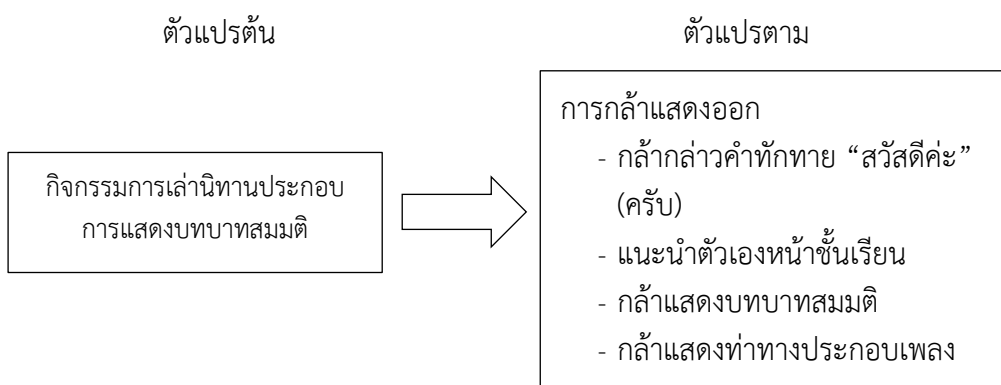 ตัวแปรต้น
ตัวแปรตาม
กิจกรรมการเล่านิทานประกอบ
การแสดงบทบาทสมมติ
การกล้าแสดงออก
- กล้ากล่าวคำทักทาย “สวัสดีค่ะ”
(ครับ)
- แนะนำตัวเองหน้าชั้นเรียน
- กล้าแสดงบทบาทสมมติ
- กล้าแสดงท่าทางประกอบเพลง